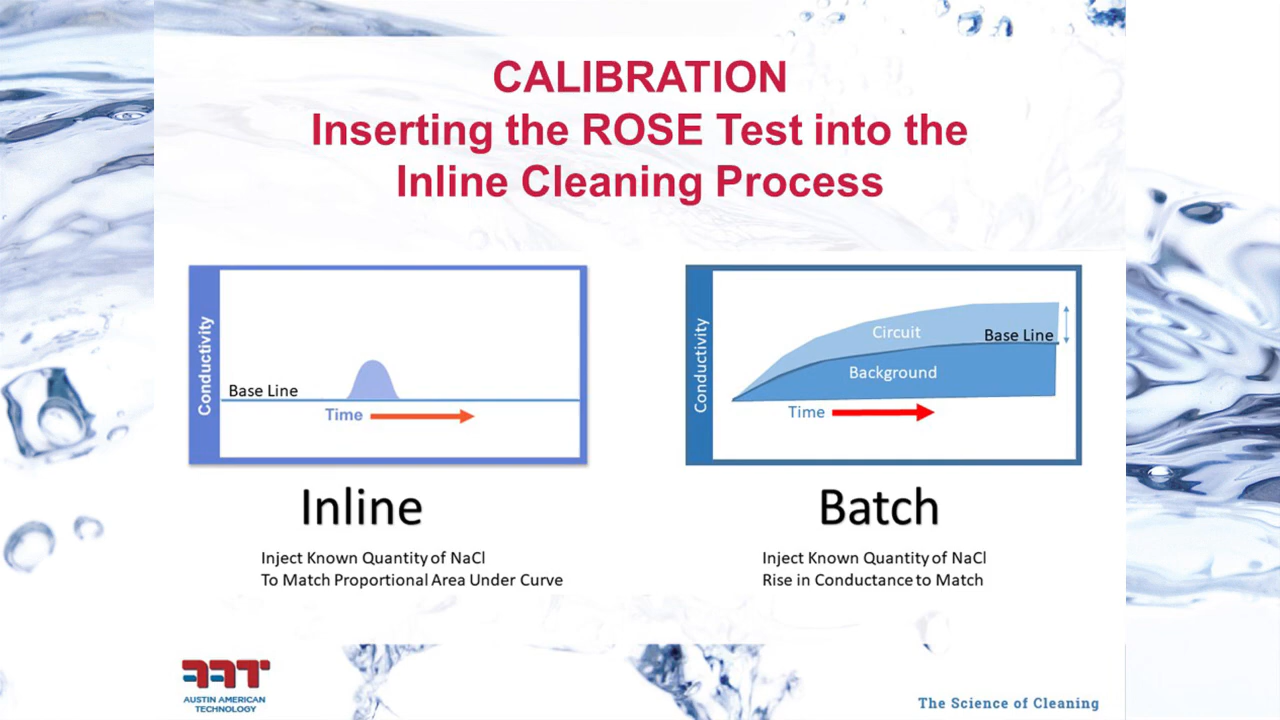 CALIBRATION
Inserting the ROSE Test into the
Inline Cleaning Process
Conductivity
Base Line
Time
Conductivity
Circuit
Base Line
Background
Time
Inline
Inject Known Quantity of NaCl
To Match Proportional Area Under Curve
Batch
Inject Known Quantity of NaCl
Rise in Conductance to Match
AAT
AUSTIN AMERICAN
TECHNOLOGY
The Science of Cleaning